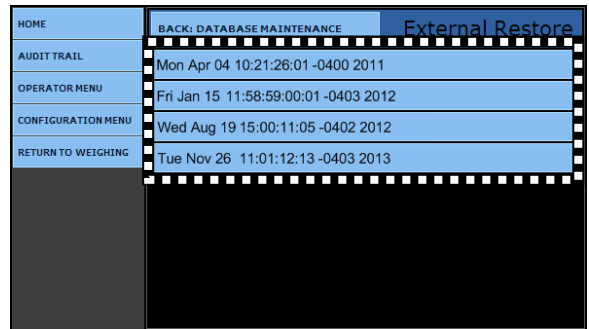 HOME
BACK: DATABASE MAINTENANCE
External Restore
AUDIT TRAIL
Mon Apr 04 10:21:26:01 -0400 2011
OPERATOR MENU
Fri Jan 15 11:58:59:00:01 -0403 2012
CONFIGURATION MENU
Wed Aug 19 15:00:11:05 -0402 2012
RETURN TO WEIGHING
Tue Nov 26 11:01:12:13 -0403 2013